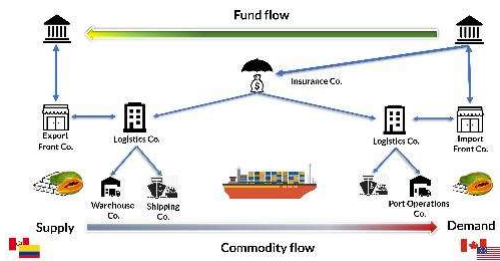 Fund flow
Insurance Co.
Export
Front Co.
Logistics Co.
Logistics Co.
Import
Front Co.
Warehouse
Co.
Shipping
Co.
Port Operations
Co.
Supply
Demand
Commodity flow